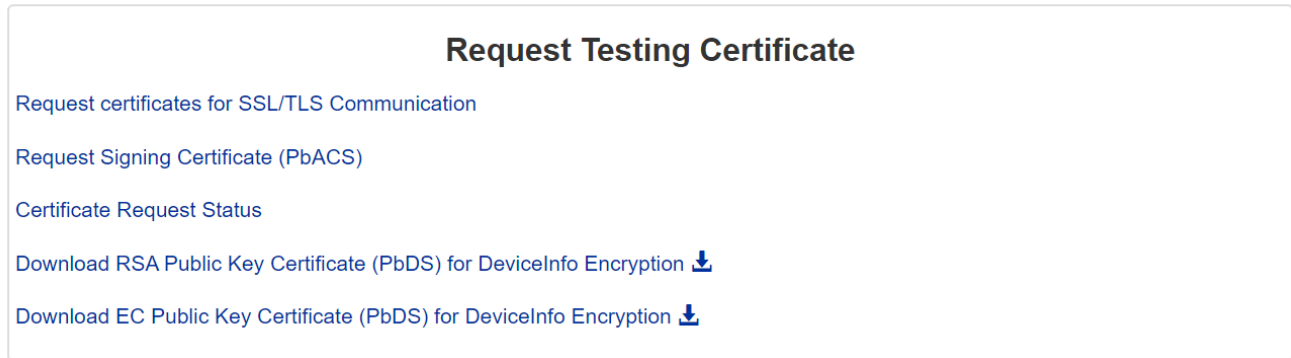 Request Testing Certificate
Request certificates for SSL/TLS Communication
Request Signing Certificate (PbACS)
Certificate Request Status
Download RSA Public Key Certificate (PbDS) for DeviceInfo Encryption
Download EC Public Key Certificate (PbDS) for DeviceInfo Encryption